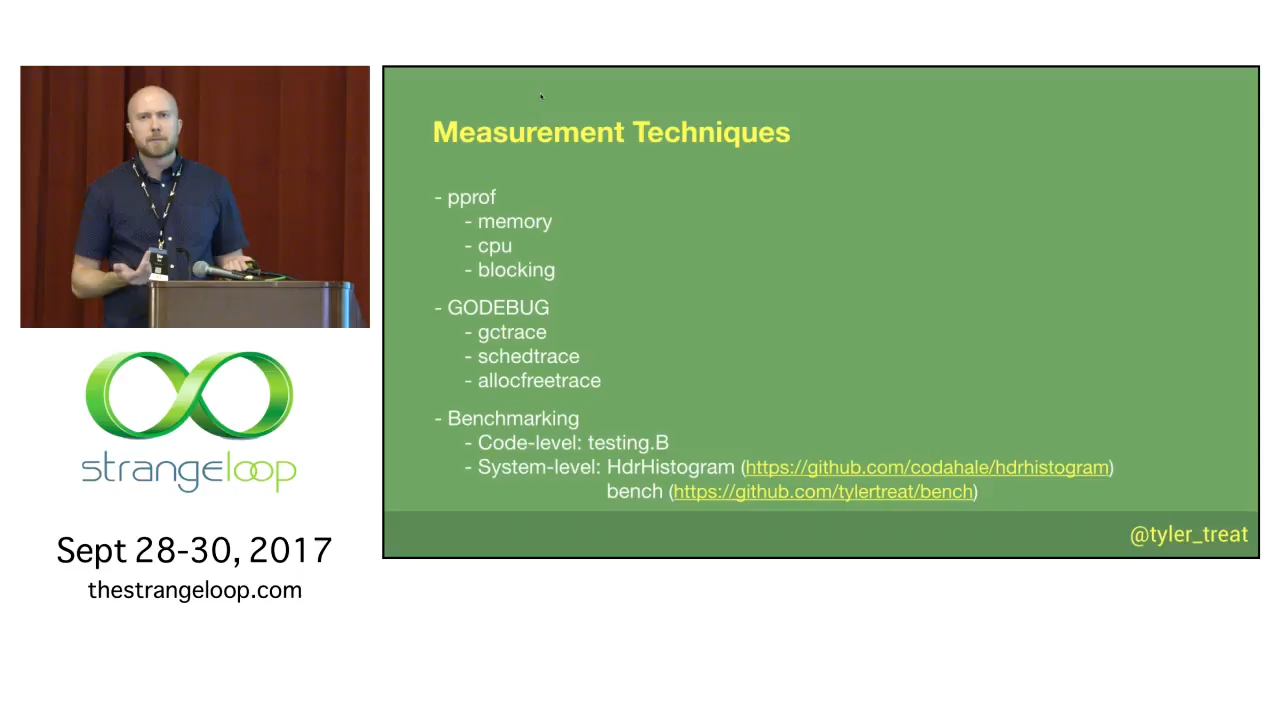 Measurement Techniques
- pprof
- memory
- cpu
- blocking
- GODEBUG
- gctrace
- schedtrace
- allocfreetrace
- Benchmarking
- Code-level: testing.B
- System-level: HdrHistogram (https://github.com/codahale/hdrhistogram)
bench (https://github.com/tylertreat/bench)
@tyler_treat
strangeloop
Sept 28-30, 2017
thestrangeloop.com